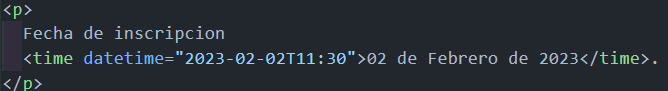 <p>
Fecha de inscripcion
<time datetime="2023-02-02T11:30">02 de Febrero de 2023</time>.
</p>